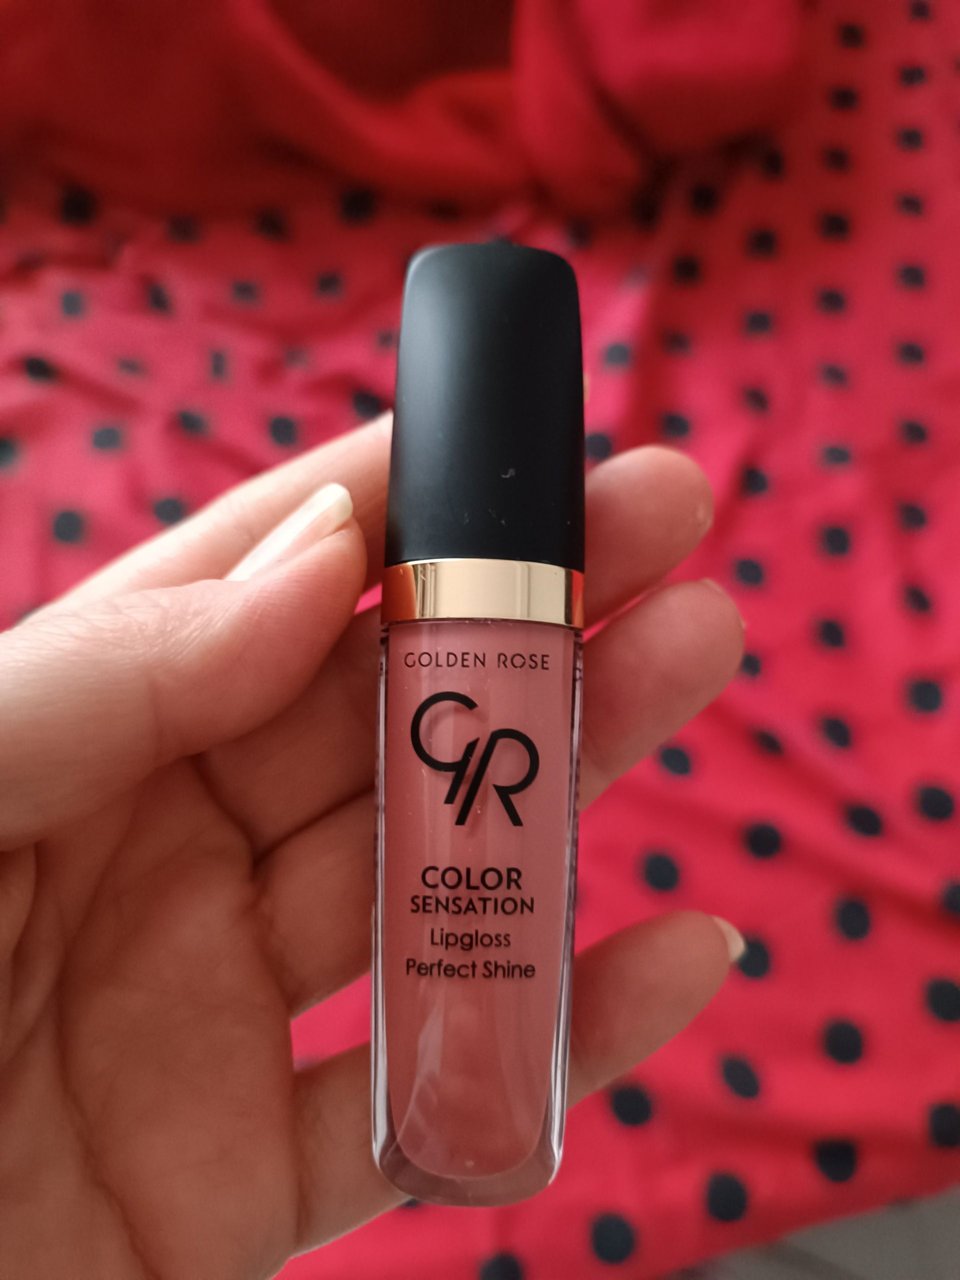 GOLDEN ROSE
GR
COLOR
SENSATION
Lipgloss
Perfect Shine